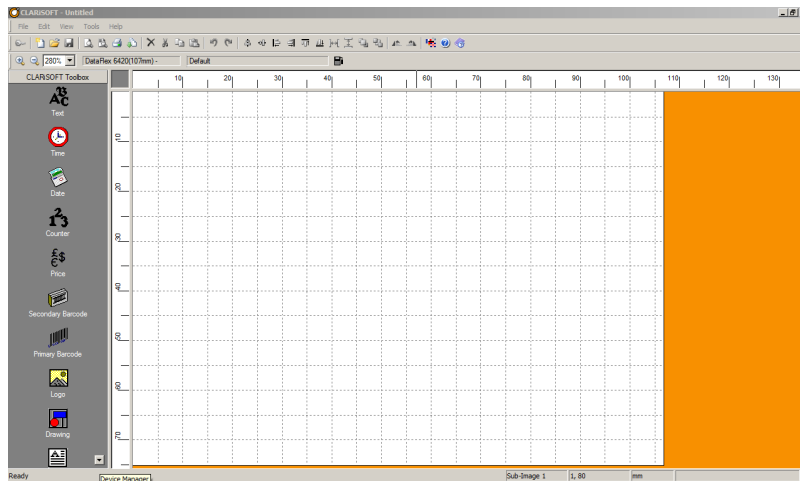 CLARiSOFT - Untitled
File Edit View Tools Help
280% DataFlex 6420(107mm) - Default
CLARiSOFT Toolbox
10 20 30 40 50 60 70 80 90 100 110 120 130
Text
10
Time
20
Date
Counter
30
Price
40
Secondary Barcode
50
Primary Barcode
60
Logo
70
Drawing
Ready
Device Manager
Sub-Image 1 1, 80 mm